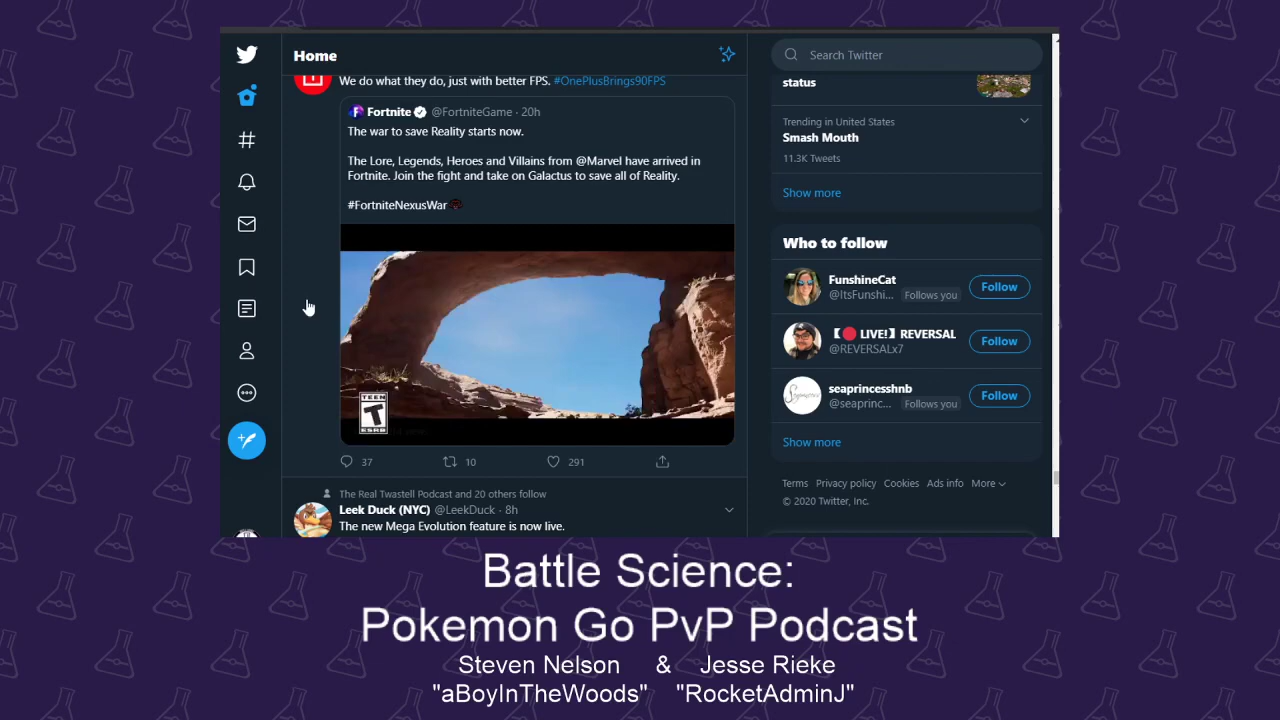 Home
Search Twitter
We do what they do, just with better FPS. #OnePlusBrings90FPS
Fortnite @FortniteGame · 20h
The war to save Reality starts now.
The Lore, Legends, Heroes and Villains from @Marvel have arrived in
Fortnite. Join the fight and take on Galactus to save all of Reality.
#FortniteNexusWar
TEEN
T
ESRB
37
10
291
The Real Twastell Podcast and 20 others follow
Leek Duck (NYC) @LeekDuck · 8h
The new Mega Evolution feature is now live.
status
Trending in United States
Smash Mouth
11.3K Tweets
Show more
Who to follow
FunshineCat
@ItsFunshi... Follows you
Follow
【🔴 LIVE!】REVERSAL
@REVERSALx7
Follow
seaprincesshnb
@seaprinc... Follows you
Follow
Show more
Terms Privacy policy Cookies Ads info More
© 2020 Twitter, Inc.
Battle Science:
Pokemon Go PvP Podcast
Steven Nelson & Jesse Rieke
"aBoyInTheWoods" "RocketAdminJ"